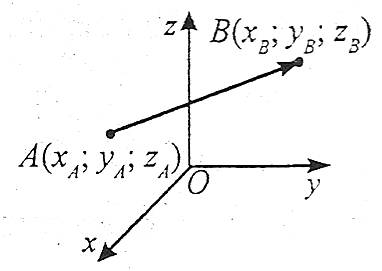 z
B(x_B; y_B; z_B)
A(x_A; y_A; z_A)
O
y
x